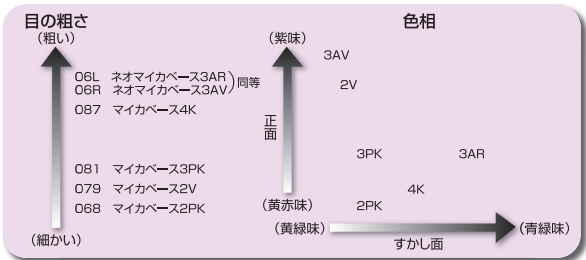 目の粗さ
(粗い)
06L ネオマイカベース3AR
06R ネオマイカベース3AV
同等
087 マイカベース4K
081 マイカベース3PK
079 マイカベース2V
068 マイカベース2PK
(細かい)
色相
(紫味)
3AV
2V
正面
3PK 3AR
4K
(黄赤味)
2PK
(黄緑味)
(青緑味)
すかし面